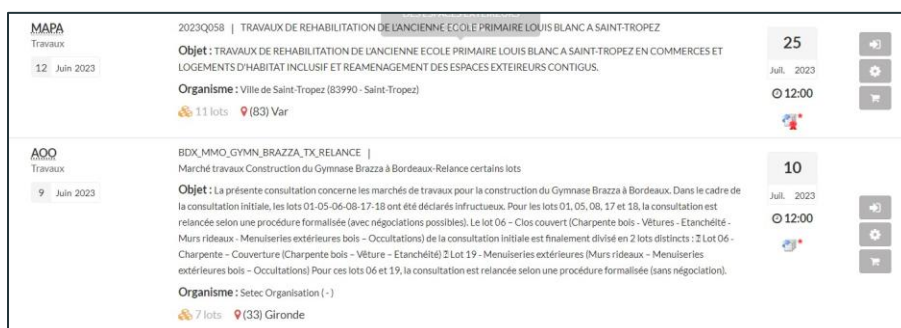 DES ESPACES EXTERIEURS
MAPA
Travaux
12 Juin 2023
2023Q058 | TRAVAUX DE REHABILITATION DE L'ANCIENNE ECOLE PRIMAIRE LOUIS BLANC A SAINT-TROPEZ
Objet : TRAVAUX DE REHABILITATION DE L'ANCIENNE ECOLE PRIMAIRE LOUIS BLANC A SAINT-TROPEZ EN COMMERCES ET
LOGEMENTS D'HABITAT INCLUSIF ET REAMENAGEMENT DES ESPACES EXTEIREURS CONTIGUS.
Organisme : Ville de Saint-Tropez (83990 - Saint-Tropez)
11 lots (83) Var
25
Juil. 2023
12:00
AOO
Travaux
9 Juin 2023
BDX_MMO_GYMN_BRAZZA_TX_RELANCE |
Marché travaux Construction du Gymnase Brazza à Bordeaux-Relance certains lots
Objet : La présente consultation concerne les marchés de travaux pour la construction du Gymnase Brazza à Bordeaux. Dans le cadre de
la consultation initiale, les lots 01-05-06-08-17-18 ont été déclarés infructueux. Pour les lots 01, 05, 08, 17 et 18, la consultation est
relancée selon une procédure formalisée (avec négociations possibles). Le lot 06 – Clos couvert (Charpente bois - Vêtures - Etanchéité -
Murs rideaux - Menuiseries extérieures bois – Occultations) de la consultation initiale est finalement divisé en 2 lots distincts : Lot 06 -
Charpente – Couverture (Charpente bois – Vêture – Etanchéité) Lot 19 - Menuiseries extérieures (Murs rideaux – Menuiseries
extérieures bois – Occultations) Pour ces lots 06 et 19, la consultation est relancée selon une procédure formalisée (sans négociation).
Organisme : Setec Organisation ( - )
7 lots (33) Gironde
10
Juil. 2023
12:00